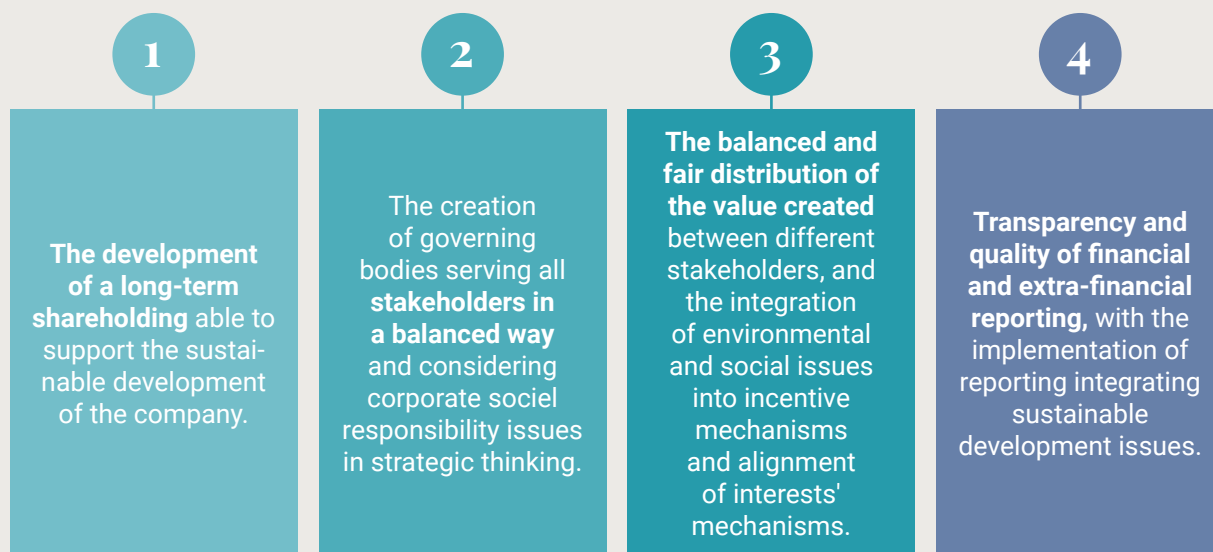 1
The development
of a long-term
shareholding able to
support the sustai-
nable development
of the company.
2
The creation
of governing
bodies serving all
stakeholders in
a balanced way
and considering
corporate sociel
responsibility issues
in strategic thinking.
3
The balanced and
fair distribution of
the value created
between different
stakeholders, and
the integration
of environmental
and social issues
into incentive
mechanisms
and alignment
of interests'
mechanisms.
4
Transparency and
quality of financial
and extra-financial
reporting, with the
implementation of
reporting integrating
sustainable
development issues.